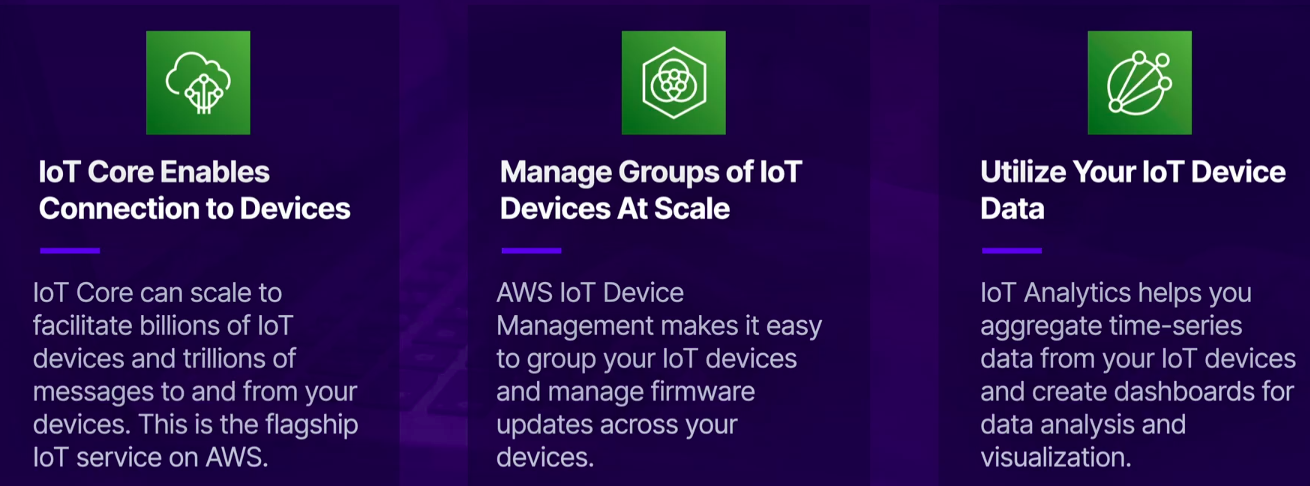 IoT Core Enables
Connection to Devices
IoT Core can scale to
facilitate billions of IoT
devices and trillions of
messages to and from your
devices. This is the flagship
IoT service on AWS.
Manage Groups of IoT
Devices At Scale
AWS IoT Device
Management makes it easy
to group your IoT devices
and manage firmware
updates across your
devices.
Utilize Your IoT Device
Data
IoT Analytics helps you
aggregate time-series
data from your IoT devices
and create dashboards for
data analysis and
visualization.